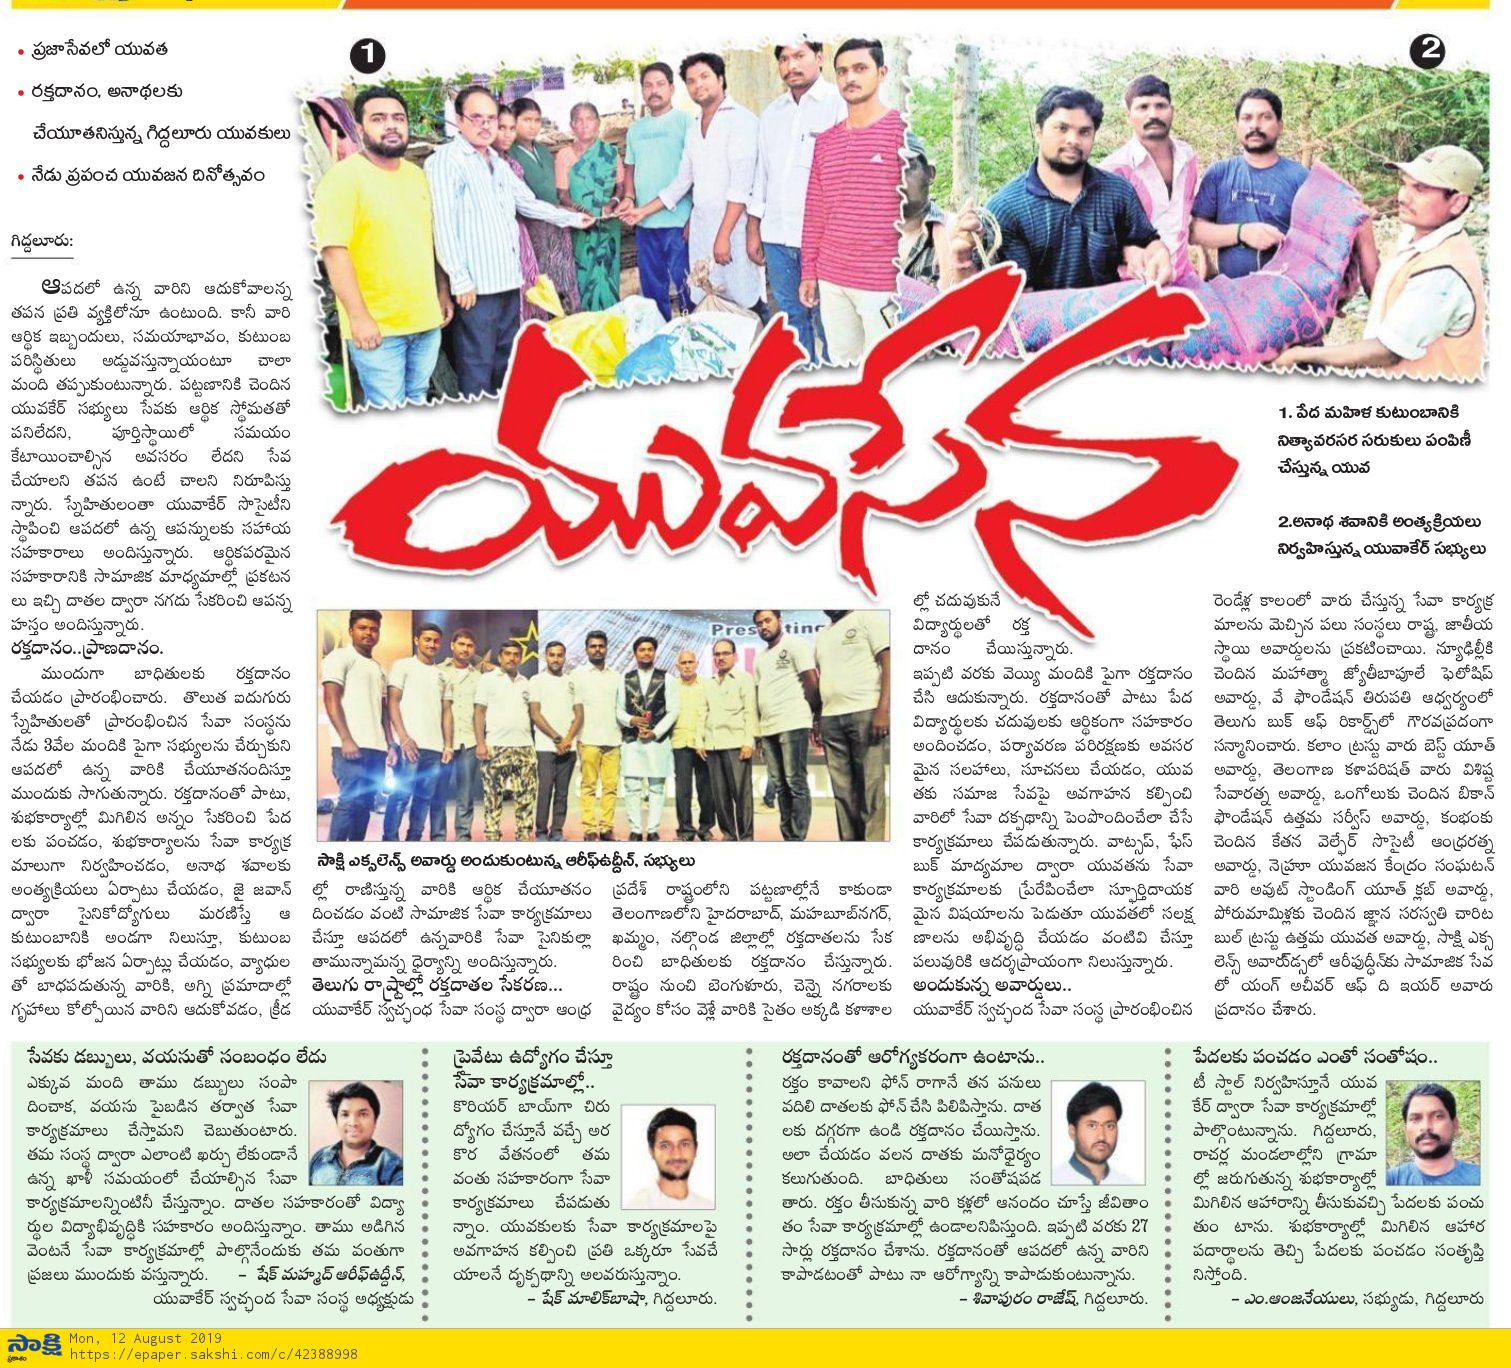 • ప్రజాసేవలో యువత
• రక్తదానం, అనాథలకు
చేయూతనిస్తున్న గిద్దలూరు యువకులు
• నేడు ప్రపంచ యువజన దినోత్సవం
1
2
యువసేన
1. పేద మహిళ కుటుంబానికి
నిత్యావరసర సరుకులు పంపిణీ
చేస్తున్న యువ
2.అనాథ శవానికి అంత్యక్రియలు
నిర్వహిస్తున్న యువాకేర్ సభ్యులు
గిద్దలూరు:
ఆపదలో ఉన్న వారిని ఆదుకోవాలన్న
తపన ప్రతి వ్యక్తిలోనూ ఉంటుంది. కానీ వారి
ఆర్థిక ఇబ్బందులు, సమయాభావం, కుటుంబ
పరిస్థితులు అడ్డువస్తున్నాయంటూ చాలా
మంది తప్పుకుంటున్నారు. పట్టణానికి చెందిన
యువకేర్ సభ్యులు సేవకు ఆర్థిక స్థోమతతో
పనిలేదని, పూర్తిస్థాయిలో సమయం
కేటాయించాల్సిన అవసరం లేదని సేవ
చేయాలని తపన ఉంటే చాలని నిరూపిస్తు
న్నారు. స్నేహితులంతా యువాకేర్ సొసైటీని
స్థాపించి ఆపదలో ఉన్న ఆపన్నులకు సహాయ
సహకారాలు అందిస్తున్నారు. ఆర్థికపరమైన
సహకారానికి సామాజిక మాధ్యమాల్లో ప్రకటన
లు ఇచ్చి దాతల ద్వారా నగదు సేకరించి ఆపన్న
హస్తం అందిస్తున్నారు.
రక్తదానం..ప్రాణదానం.
ముందుగా బాధితులకు రక్తదానం
చేయడం ప్రారంభించారు. తొలుత ఐదుగురు
స్నేహితులతో ప్రారంభించిన సేవా సంస్థను
నేడు 3వేల మందికి పైగా సభ్యులను చేర్చుకుని
ఆపదలో ఉన్న వారికి చేయూతనందిస్తూ
ముందుకు సాగుతున్నారు. రక్తదానంతో పాటు,
శుభకార్యాల్లో మిగిలిన అన్నం సేకరించి పేద
లకు పంచడం, శుభకార్యాలను సేవా కార్యక్ర
మాలుగా నిర్వహించడం, అనాథ శవాలకు
అంత్యక్రియలు ఏర్పాటు చేయడం, జై జవాన్
ద్వారా సైనికోద్యోగులు మరణిస్తే ఆ
కుటుంబానికి అండగా నిలుస్తూ, కుటుంబ
సభ్యులకు భోజన ఏర్పాట్లు చేయడం, వ్యాధుల
తో బాధపడుతున్న వారికి, అగ్ని ప్రమాదాల్లో
గృహాలు కోల్పోయిన వారిని ఆదుకోవడం, క్రీడ
Presenting
సాక్షి ఎక్సలెన్స్ అవార్డు అందుకుంటున్న ఆరీఫ్ఉద్దీన్, సభ్యులు
ల్లో రాణిస్తున్న వారికి ఆర్థిక చేయూతనం
దించడం వంటి సామాజిక సేవా కార్యక్రమాలు
చేస్తూ ఆపదలో ఉన్నవారికి సేవా సైనికుల్లా
తామున్నామన్న ధైర్యాన్ని అందిస్తున్నారు.
తెలుగు రాష్ట్రాల్లో రక్తదాతల సేకరణ...
యువాకేర్ స్వచ్ఛంధ సేవా సంస్థ ద్వారా ఆంధ్ర
ప్రదేశ్ రాష్ట్రంలోని పట్టణాల్లోనే కాకుండా
తెలంగాణలోని హైదరాబాద్, మహబూబ్‌నగర్,
ఖమ్మం, నల్గొండ జిల్లాల్లో రక్తదాతలను సేక
రించి బాధితులకు రక్తదానం చేస్తున్నారు.
రాష్ట్రం నుంచి బెంగుళూరు, చెన్నై నగరాలకు
వైద్యం కోసం వెళ్లే వారికి సైతం అక్కడి కళాశాల
ల్లో చదువుకునే
విద్యార్థులతో రక్త
దానం చేయిస్తున్నారు.
ఇప్పటి వరకు వెయ్యి మందికి పైగా రక్తదానం
చేసి ఆదుకున్నారు. రక్తదానంతో పాటు పేద
విద్యార్థులకు చదువులకు ఆర్థికంగా సహకారం
అందించడం, పర్యావరణ పరిరక్షణకు అవసర
మైన సలహాలు, సూచనలు చేయడం, యువ
తకు సమాజ సేవపై అవగాహన కల్పించి
వారిలో సేవా దక్పథాన్ని పెంపొందించేలా చేసే
కార్యక్రమాలు చేపడుతున్నారు. వాట్సప్, ఫేస్
బుక్ మాద్యమాల ద్వారా యువతను సేవా
కార్యక్రమాలకు ప్రేరేపించేలా స్ఫూర్తిదాయక
మైన విషయాలను పెడుతూ యువతలో సలక్ష
ణాలను అభివృద్ధి చేయడం వంటివి చేస్తూ
పలువురికి ఆదర్శప్రాయంగా నిలుస్తున్నారు.
అందుకున్న అవార్డులు..
యువాకేర్ స్వచ్ఛంద సేవా సంస్థ ప్రారంభించిన
రెండేళ్ల కాలంలో వారు చేస్తున్న సేవా కార్యక్ర
మాలను మెచ్చిన పలు సంస్థలు రాష్ట్ర, జాతీయ
స్థాయి అవార్డులను ప్రకటించాయి. న్యూఢిల్లీకి
చెందిన మహాత్మా జ్యోతీబాపూలే ఫెలోషిప్
అవార్డు, వే ఫౌండేషన్ తిరుపతి ఆధ్వర్యంలో
తెలుగు బుక్ ఆఫ్ రికార్డ్స్‌లో గౌరవప్రదంగా
సన్మానించారు. కలాం ట్రస్టు వారు బెస్ట్ యూత్
అవార్డు, తెలంగాణ కళాపరిషత్ వారు విశిష్ట
సేవారత్న అవార్డు, ఒంగోలుకు చెందిన బికాన్
ఫౌండేషన్ ఉత్తమ సర్వీస్ అవార్డు, కంభంకు
చెందిన కేతన వెల్ఫేర్ సొసైటీ ఆంధ్రరత్న
అవార్డు, నెహ్రూ యువజన కేంద్రం సంఘటన్
వారి అవుట్ స్టాండింగ్ యూత్ క్లబ్ అవార్డు,
పోరుమామిళ్లకు చెందిన జ్ఞాన సరస్వతి చారిట
బుల్ ట్రస్టు ఉత్తమ యువత అవార్డు, సాక్షి ఎక్స
లెన్స్ అవార్డ్స్‌లో ఆరీఫుద్ధీన్‌కు సామాజిక సేవ
లో యంగ్ అచీవర్ ఆఫ్ ది ఇయర్ అవారు
ప్రదానం చేశారు.
సేవకు డబ్బులు, వయసుతో సంబంధం లేదు
ఎక్కువ మంది తాము డబ్బులు సంపా
దించాక, వయసు పైబడిన తర్వాత సేవా
కార్యక్రమాలు చేస్తామని చెబుతుంటారు.
తమ సంస్థ ద్వారా ఎలాంటి ఖర్చు లేకుండానే
ఉన్న ఖాళీ సమయంలో చేయాల్సిన సేవా
కార్యక్రమాలన్నింటినీ చేస్తున్నాం. దాతల సహకారంతో విద్యా
ర్థుల విద్యాభివృద్ధికి సహకారం అందిస్తున్నాం. తాము అడిగిన
వెంటనే సేవా కార్యక్రమాల్లో పాల్గొనేందుకు తమ వంతుగా
ప్రజలు ముందుకు వస్తున్నారు. – షేక్ మహ్మద్ ఆరీఫ్ఉద్దీన్,
యువాకేర్ స్వచ్ఛంద సేవా సంస్థ అధ్యక్షుడు
ప్రైవేటు ఉద్యోగం చేస్తూ
సేవా కార్యక్రమాల్లో..
కొరియర్ బాయ్‌గా చిరు
ద్యోగం చేస్తూనే వచ్చే అర
కొర వేతనంలో తమ
వంతు సహకారంగా సేవా
కార్యక్రమాలు చేపడుతు
న్నాం. యువకులకు సేవా కార్యక్రమాలపై
అవగాహన కల్పించి ప్రతి ఒక్కరూ సేవచే
యాలనే దృక్పథాన్ని అలవరుస్తున్నాం.
– షేక్ మాలిక్‌బాషా, గిద్దలూరు.
రక్తదానంతో ఆరోగ్యకరంగా ఉంటాను..
రక్తం కావాలని ఫోన్ రాగానే తన పనులు
వదిలి దాతలకు ఫోన్ చేసి పిలిపిస్తాను. దాత
లకు దగ్గరగా ఉండి రక్తదానం చేయిస్తాను.
అలా చేయడం వలన దాతకు మనోధైర్యం
కలుగుతుంది. బాధితులు సంతోషపడ
తారు. రక్తం తీసుకున్న వారి కళ్లలో ఆనందం చూస్తే జీవితాం
తం సేవా కార్యక్రమాల్లో ఉండాలనిపిస్తుంది. ఇప్పటి వరకు 27
సార్లు రక్తదానం చేశాను. రక్తదానంతో ఆపదలో ఉన్న వారిని
కాపాడటంతో పాటు నా ఆరోగ్యాన్ని కాపాడుకుంటున్నాను.
– శివాపురం రాజేష్, గిద్దలూరు.
పేదలకు పంచడం ఎంతో సంతోషం..
టీ స్టాల్ నిర్వహిస్తూనే యువ
కేర్ ద్వారా సేవా కార్యక్రమాల్లో
పాల్గొంటున్నాను. గిద్దలూరు,
రాచర్ల మండలాల్లోని గ్రామా
ల్లో జరుగుతున్న శుభకార్యాల్లో
మిగిలిన ఆహారాన్ని తీసుకువచ్చి పేదలకు పంచు
తుం టాను. శుభకార్యాల్లో మిగిలిన ఆహార
పదార్థాలను తెచ్చి పేదలకు పంచడం సంతృప్తి
నిస్తోంది.
– ఎం.ఆంజనేయులు, సభ్యుడు, గిద్దలూరు
సాక్షి
ప్రకాశం
Mon, 12 August 2019
https://epaper.sakshi.com/c/42388998